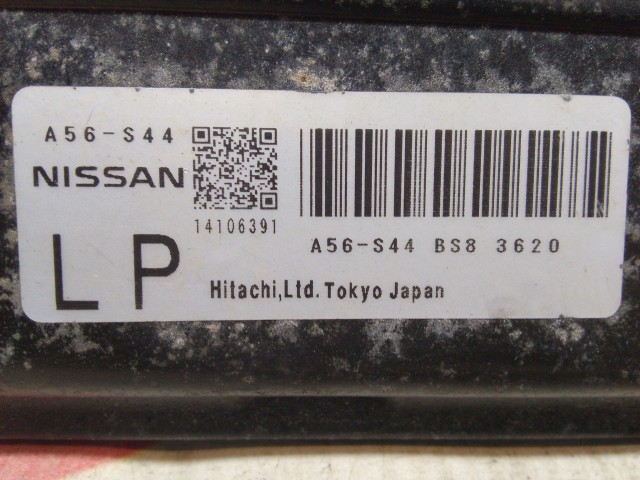 A56-S44
NISSAN
14106391
LP
A56-S44 BS8 3620
Hitachi,Ltd. Tokyo Japan